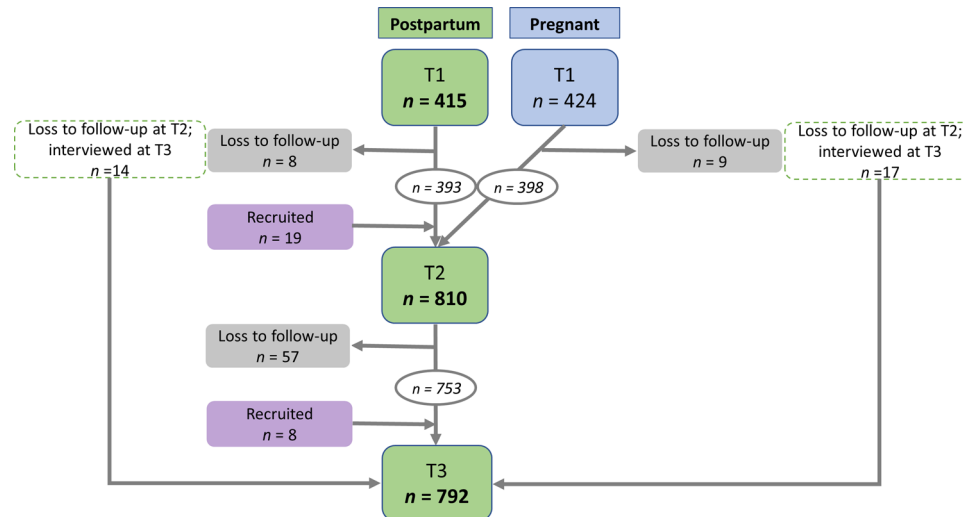 Postpartum
Pregnant
T1
n = 415
T1
n = 424
Loss to follow-up at T2;
interviewed at T3
n =14
Loss to follow-up
n = 8
Loss to follow-up
n = 9
Loss to follow-up at T2;
interviewed at T3
n =17
n = 393
n = 398
Recruited
n = 19
T2
n = 810
Loss to follow-up
n = 57
n = 753
Recruited
n = 8
T3
n = 792